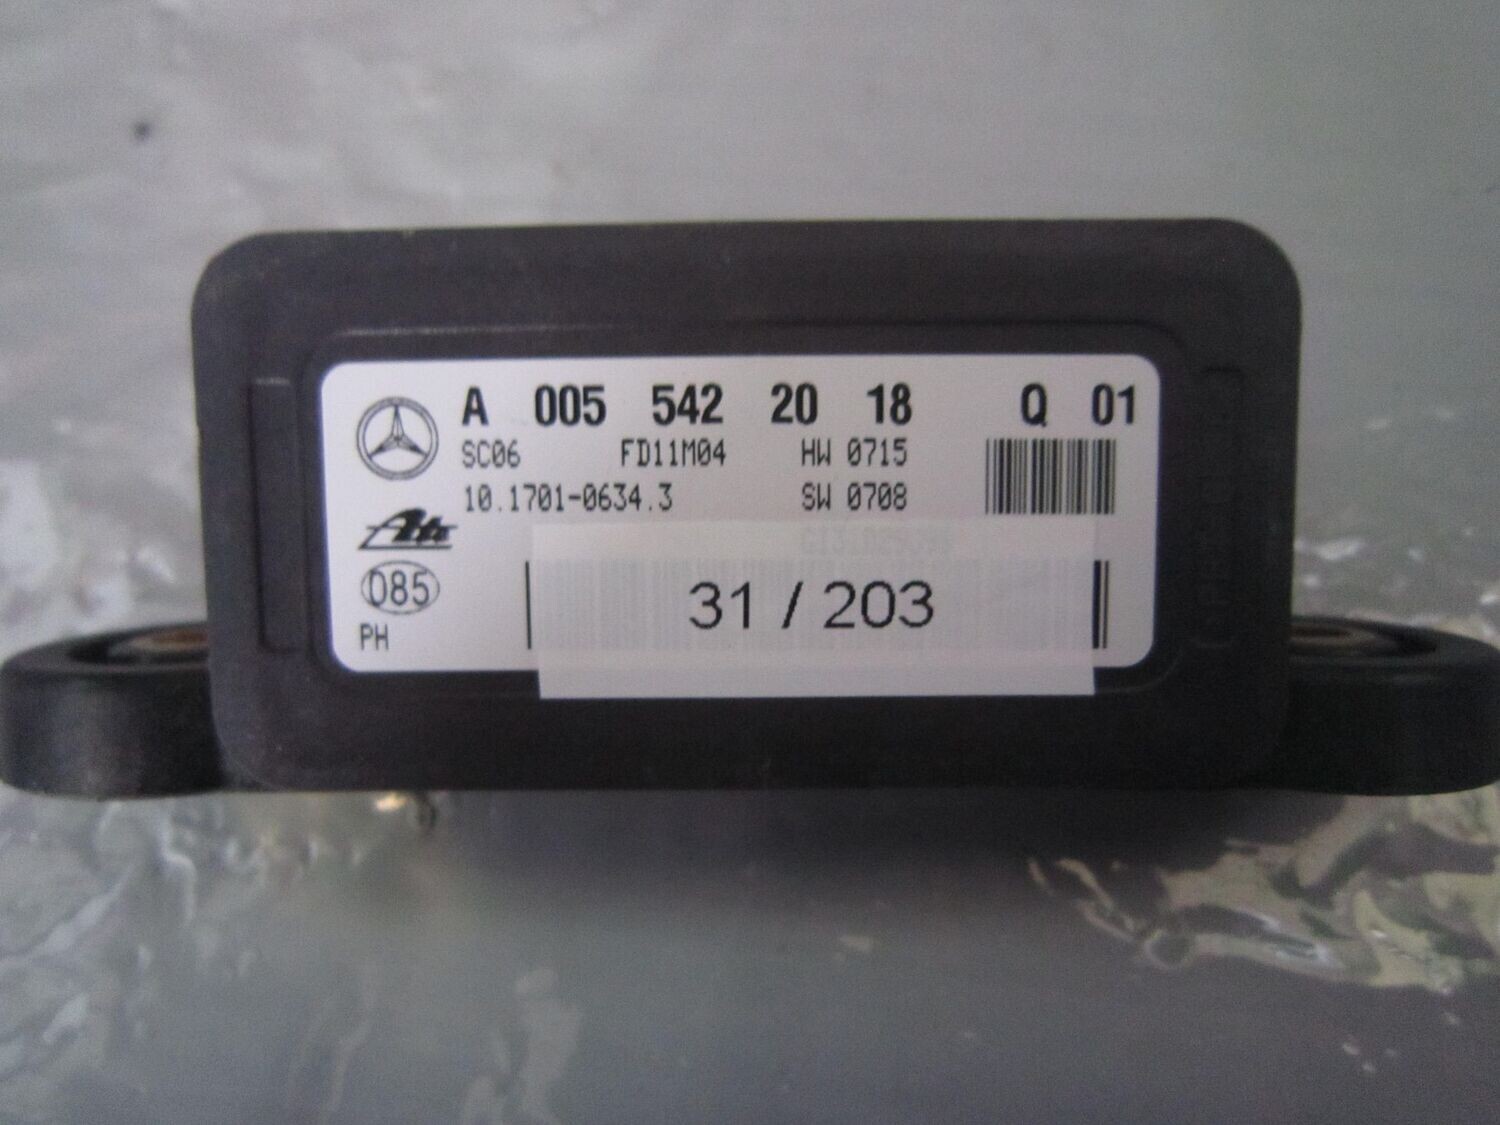 A 005 542 20 18 Q 01
SC06 FD11M04 HW 0715
10.1701-0634.3 SW 0708
Ate
D85
31 / 203
PH